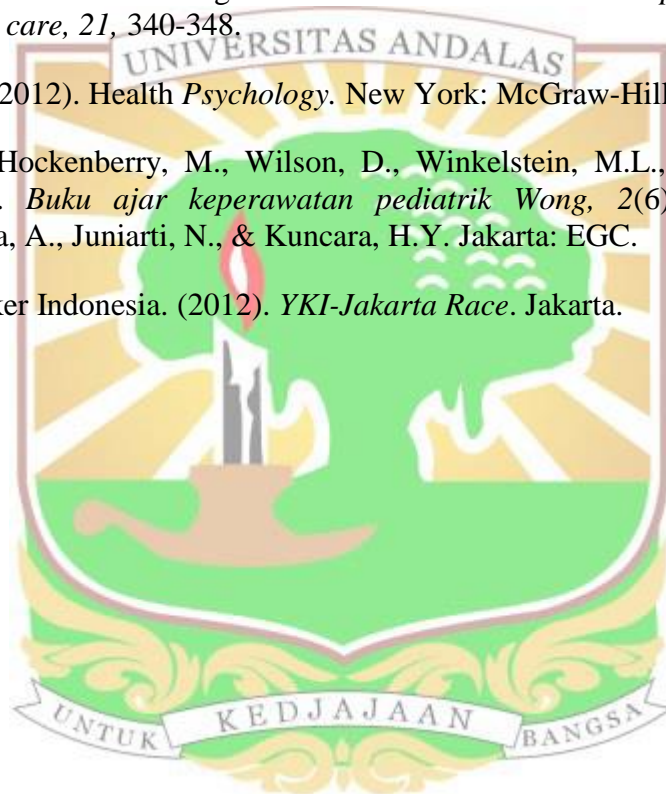 care, 21, 340-348.
UNIVERSITAS ANDALAS
2012). Health Psychology. New York: McGraw-Hill
Hockenberry, M., Wilson, D., Winkelstein, M.L.,
. Buku ajar keperawatan pediatrik Wong, 2(6)
a, A., Juniarti, N., & Kuncara, H.Y. Jakarta: EGC.
ker Indonesia. (2012). YKI-Jakarta Race. Jakarta.
UNTUK KEDJAJAAN BANGSA